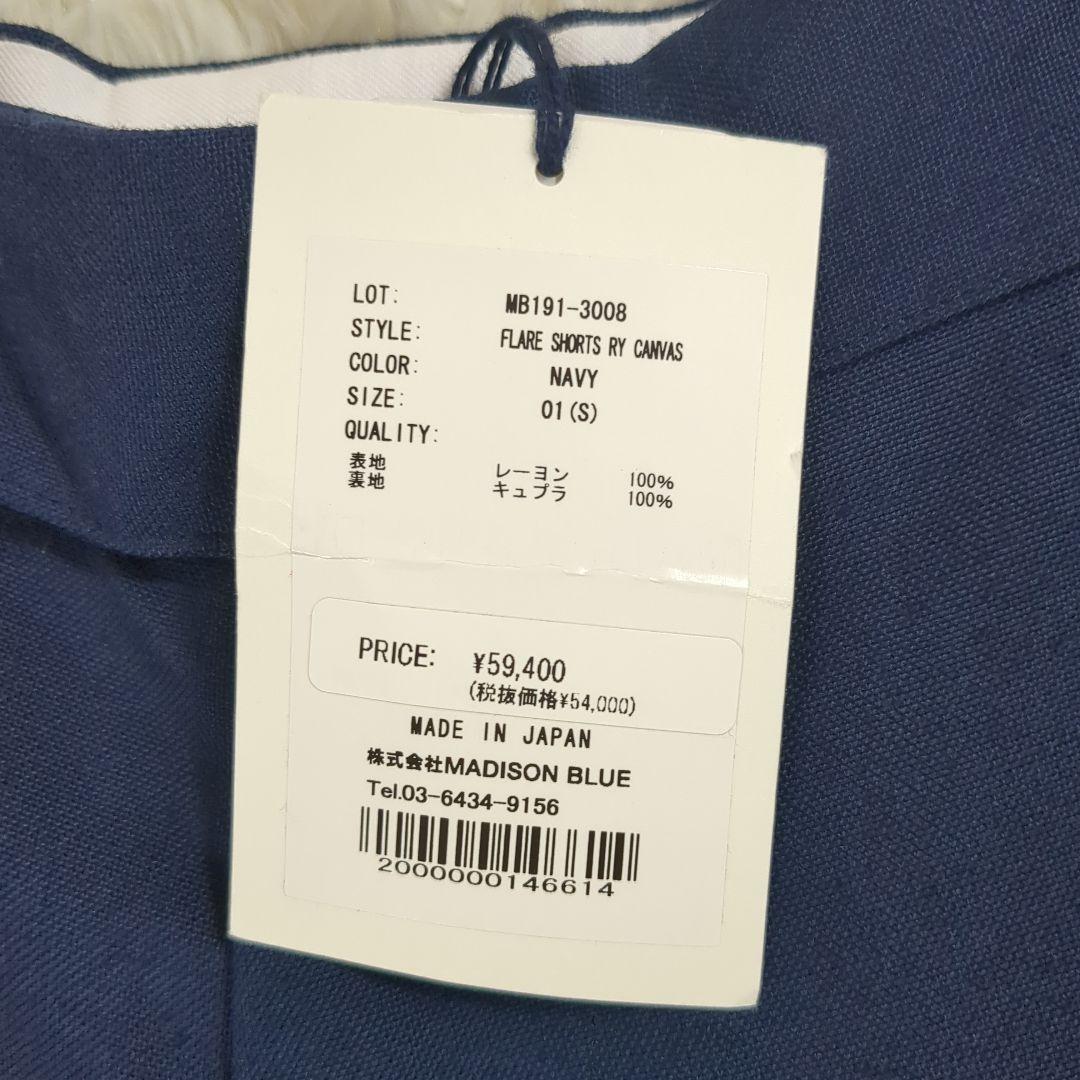 LOT: MB191-3008
STYLE: FLARE SHORTS RY CANVAS
COLOR: NAVY
SIZE: 01(S)
QUALITY:
表地 レーヨン 100%
裏地 キュプラ 100%
PRICE: ¥59,400
(税抜価格¥54,000)
MADE IN JAPAN
株式会社MADISON BLUE
Tel.03-6434-9156
2000000146614